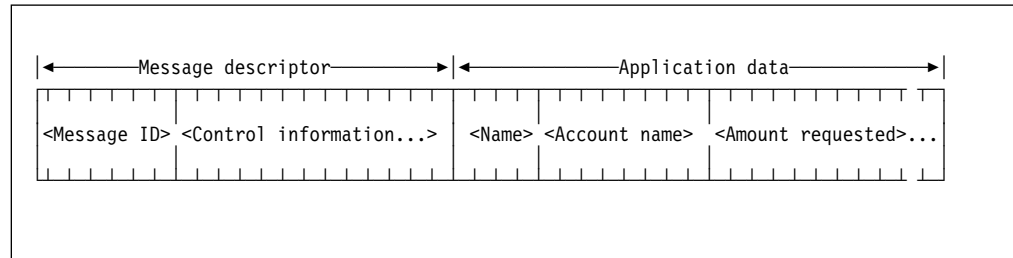 Message descriptor Application data
<Message ID> <Control information...> <Name> <Account name> <Amount requested>...